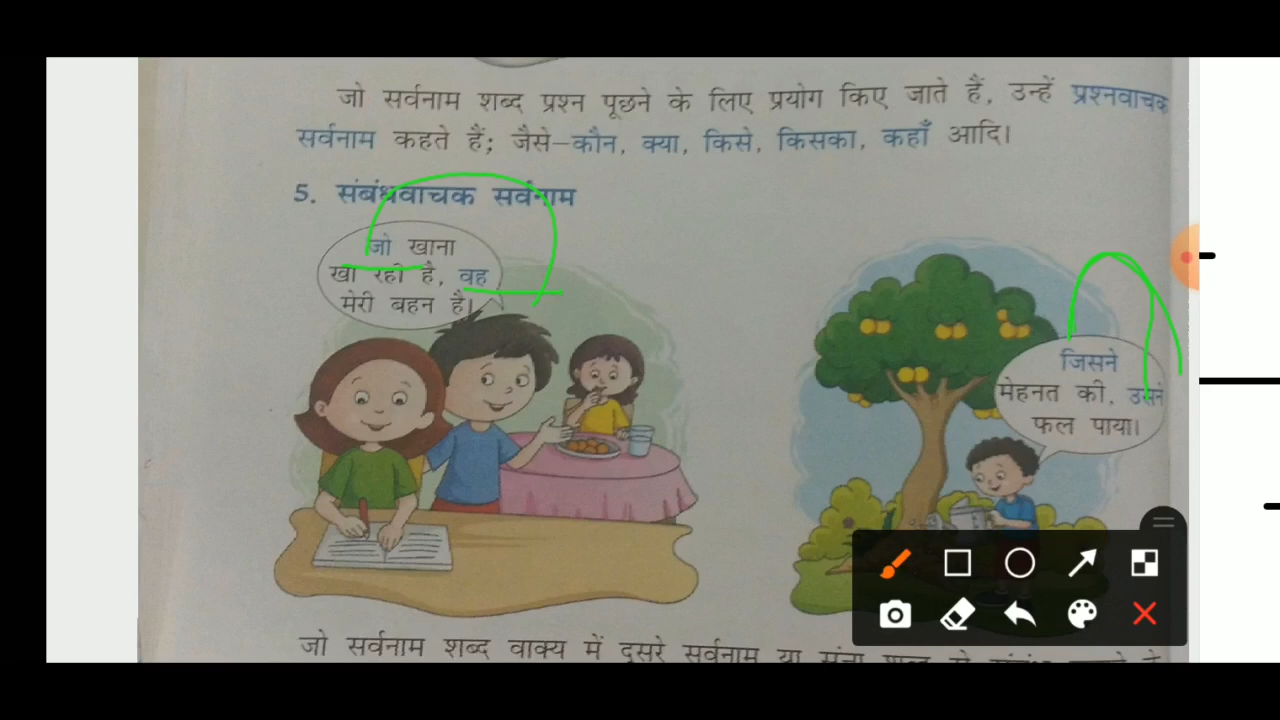 जो सर्वनाम शब्द प्रश्न पूछने के लिए प्रयोग किए जाते हैं, उन्हें प्रश्नवाचक
सर्वनाम कहते हैं; जैसे–कौन, क्या, किसे, किसका, कहाँ आदि।
5. संबंधवाचक सर्वनाम
जो खाना
खा रही है, वह
मेरी बहन है।
जिसने
मेहनत की, उसने
फल पाया।
जो सर्वनाम शब्द वाक्य में दूसरे सर्वनाम या